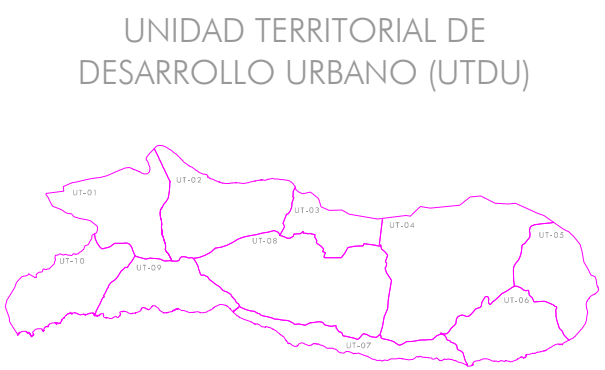 UNIDAD TERRITORIAL DE
DESARROLLO URBANO (UTDU)
UT-01
UT-02
UT-03
UT-04
UT-05
UT-08
UT-10
UT-09
UT-06
UT-07